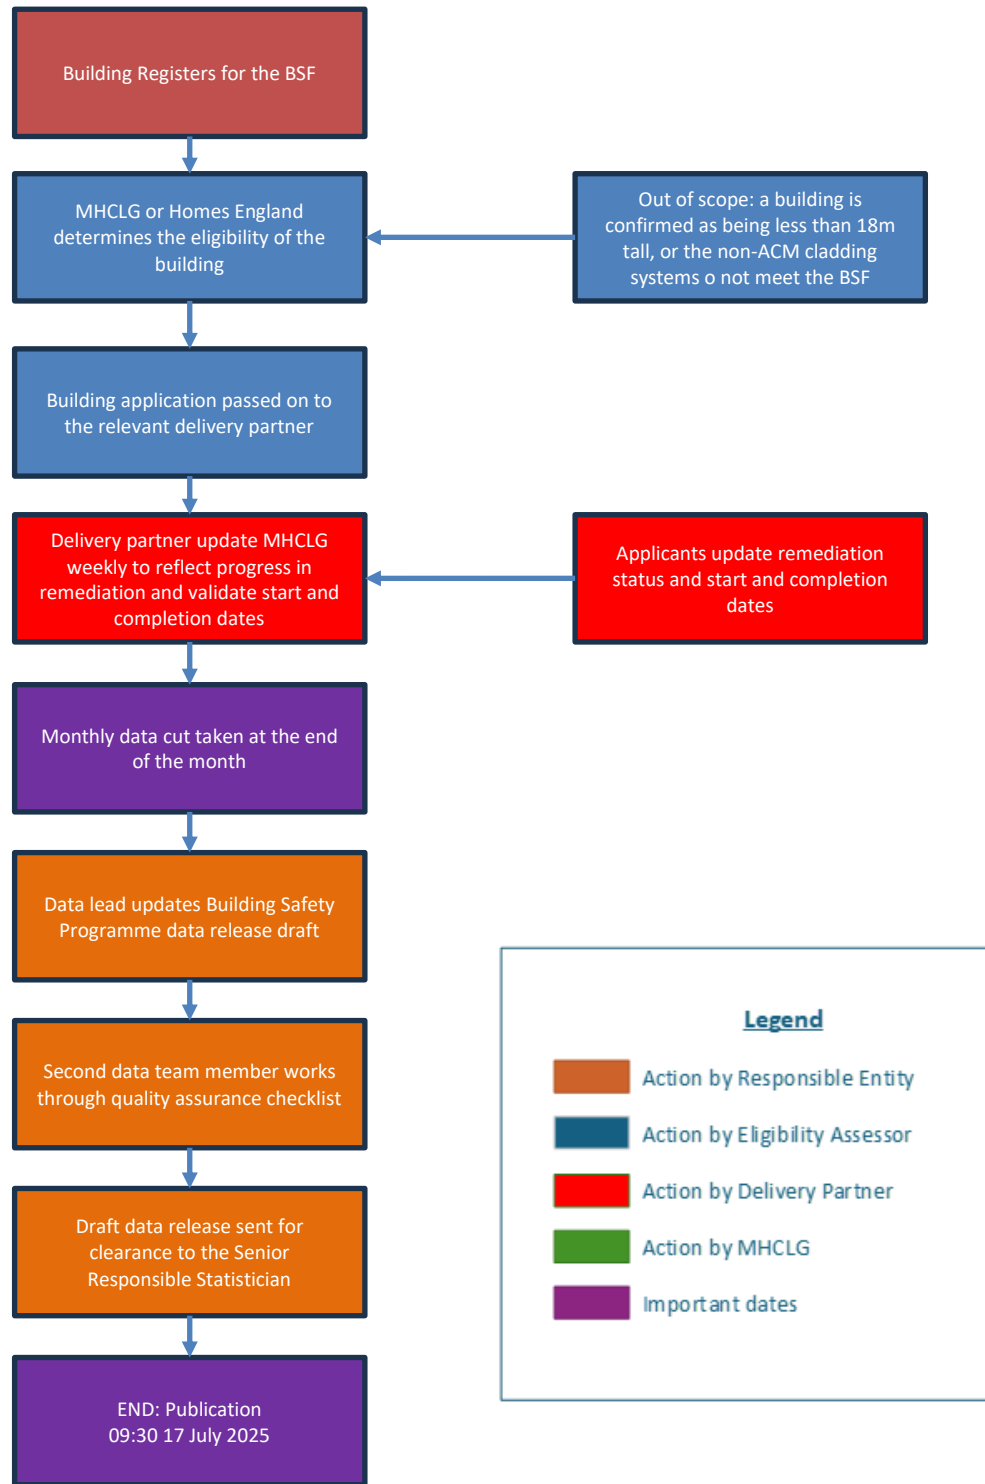 Building Registers for the BSF
MHCLG or Homes England
determines the eligibility of the
building
Out of scope: a building is
confirmed as being less than 18m
tall, or the non-ACM cladding
systems o not meet the BSF
Building application passed on to
the relevant delivery partner
Delivery partner update MHCLG
weekly to reflect progress in
remediation and validate start and
completion dates
Applicants update remediation
status and start and completion
dates
Monthly data cut taken at the end
of the month
Data lead updates Building Safety
Programme data release draft
Second data team member works
through quality assurance checklist
Draft data release sent for
clearance to the Senior
Responsible Statistician
END: Publication
09:30 17 July 2025
Legend
Action by Responsible Entity
Action by Eligibility Assessor
Action by Delivery Partner
Action by MHCLG
Important dates